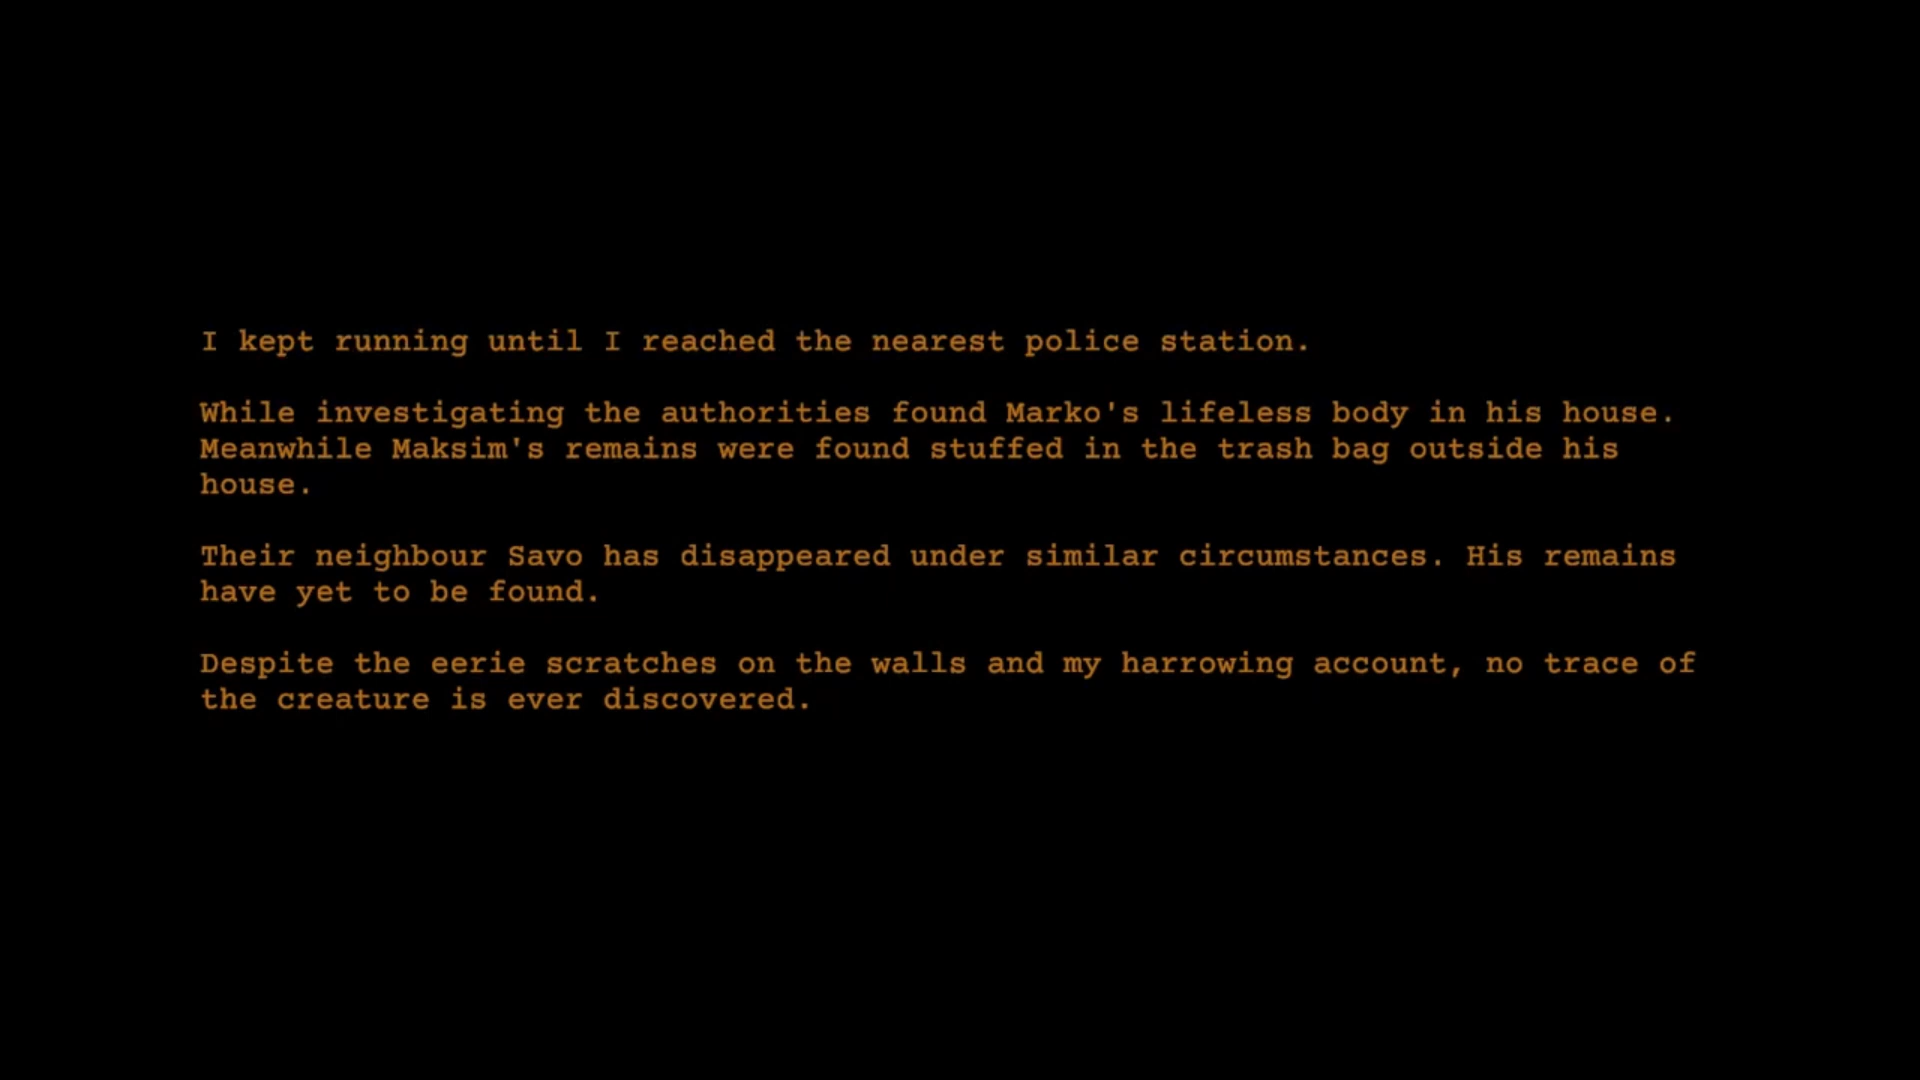 I kept running until I reached the nearest police station.
While investigating the authorities found Marko's lifeless body in his house.
Meanwhile Maksim's remains were found stuffed in the trash bag outside his
house.
Their neighbour Savo has disappeared under similar circumstances. His remains
have yet to be found.
Despite the eerie scratches on the walls and my harrowing account, no trace of
the creature is ever discovered.